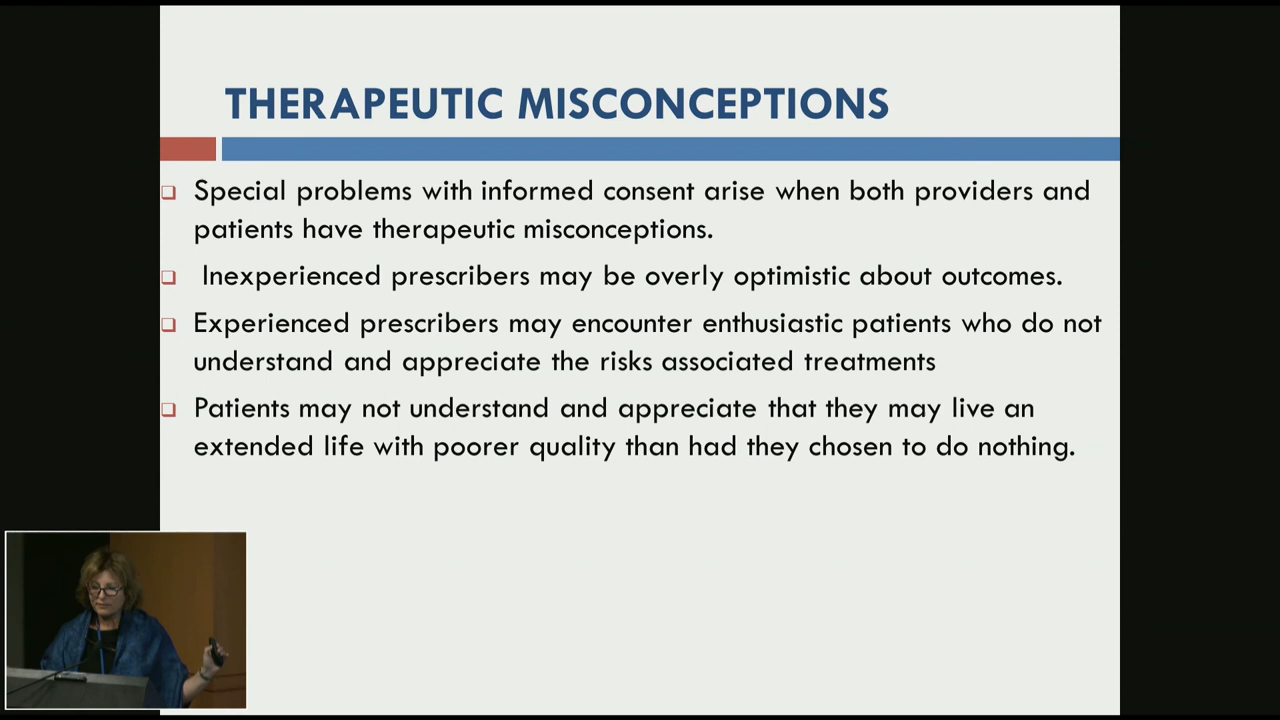 THERAPEUTIC MISCONCEPTIONS
Special problems with informed consent arise when both providers and
patients have therapeutic misconceptions.
Inexperienced prescribers may be overly optimistic about outcomes.
Experienced prescribers may encounter enthusiastic patients who do not
understand and appreciate the risks associated treatments
Patients may not understand and appreciate that they may live an
extended life with poorer quality than had they chosen to do nothing.